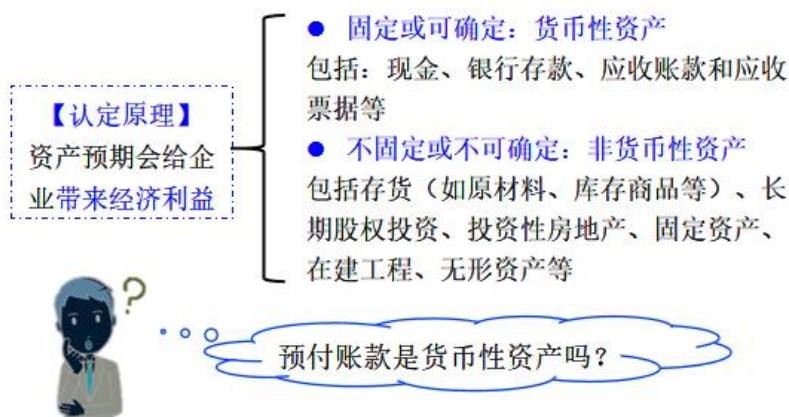 【认定原理】
资产预期会给企
业带来经济利益
● 固定或可确定：货币性资产
包括：现金、银行存款、应收账款和应收
票据等
● 不固定或不可确定：非货币性资产
包括存货（如原材料、库存商品等）、长
期股权投资、投资性房地产、固定资产、
在建工程、无形资产等
?
预付账款是货币性资产吗？